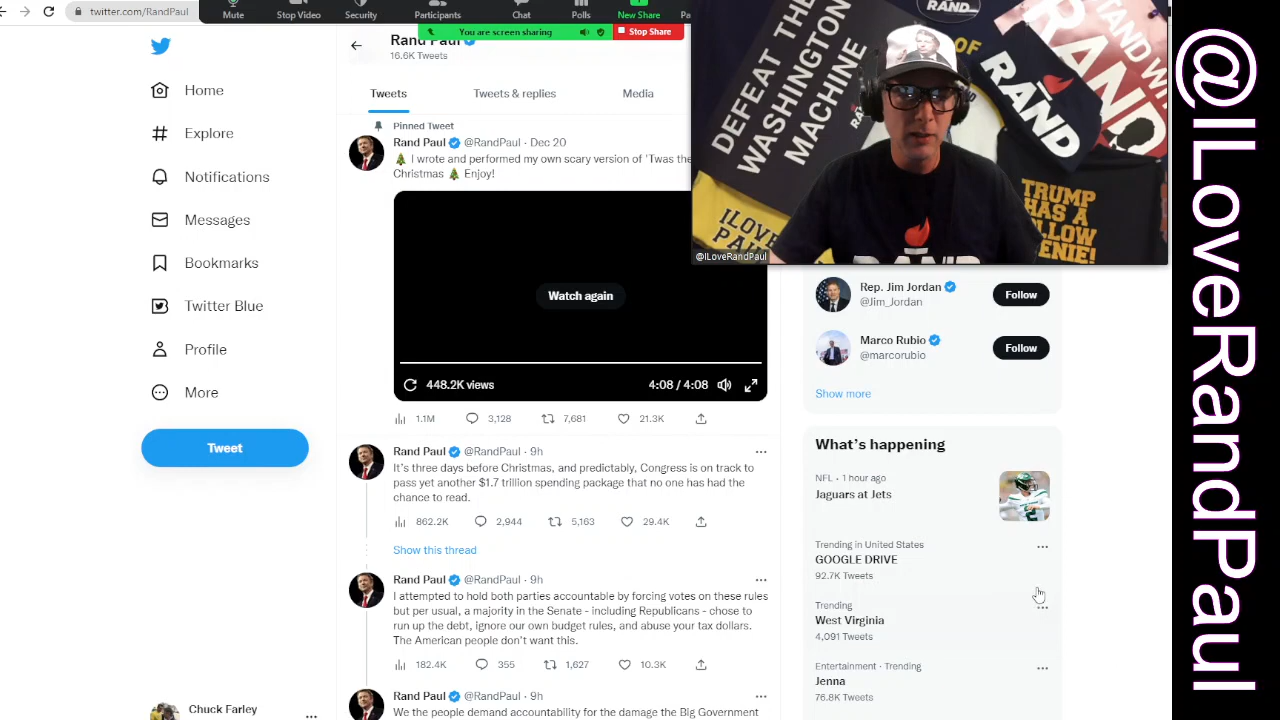 twitter.com/RandPaul
Mute
Stop Video
Security
Participants
Chat
Polls
New Share
Pa
You are screen sharing
Stop Share
Rand Paul
16.6K Tweets
Tweets
Tweets & replies
Media
Home
Explore
Notifications
Messages
Bookmarks
Twitter Blue
Profile
More
Tweet
Chuck Farley
Pinned Tweet
Rand Paul @RandPaul · Dec 20
🎄 I wrote and performed my own scary version of 'Twas the
Christmas 🎄 Enjoy!
Watch again
448.2K views
4:08 / 4:08
1.1M 3,128 7,681 21.3K
Rand Paul @RandPaul · 9h
It's three days before Christmas, and predictably, Congress is on track to
pass yet another $1.7 trillion spending package that no one has had the
chance to read.
862.2K 2,944 5,163 29.4K
Show this thread
Rand Paul @RandPaul · 9h
I attempted to hold both parties accountable by forcing votes on these rules
but per usual, a majority in the Senate - including Republicans - chose to
run up the debt, ignore our own budget rules, and abuse your tax dollars.
The American people don't want this.
182.4K 355 1,627 10.3K
Rand Paul @RandPaul · 9h
We the people demand accountability for the damage the Big Government
DEFEAT THE
WASHINGTON
MACHINE
RAND
OF
RAND
RAND
I LOVE
TRUMP
HAS A
RAND
@ILoveRandPaul
Rep. Jim Jordan
@Jim_Jordan
Follow
Marco Rubio
@marcorubio
Follow
Show more
What's happening
NFL · 1 hour ago
Jaguars at Jets
Trending in United States
GOOGLE DRIVE
92.7K Tweets
Trending
West Virginia
4,091 Tweets
Entertainment · Trending
Jenna
76.8K Tweets
@ILoveRandPaul